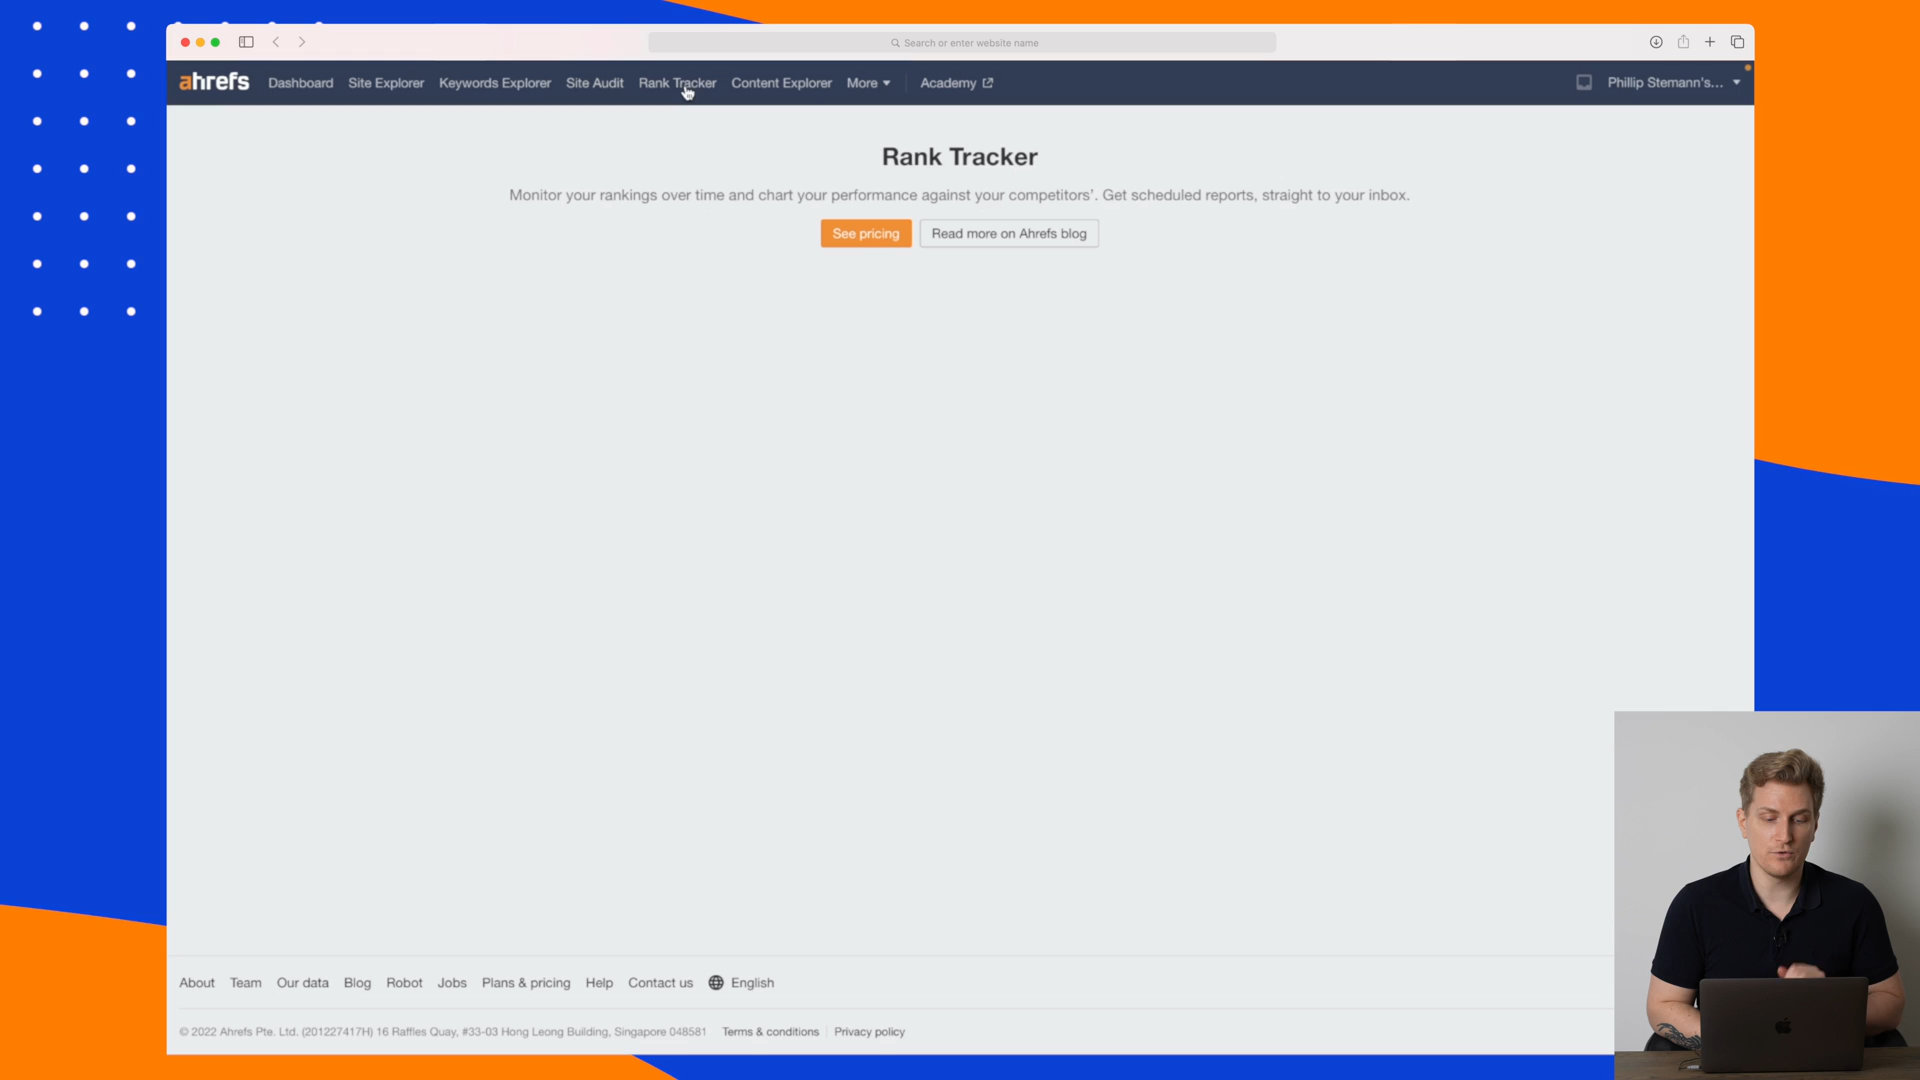 Search or enter website name
ahrefs Dashboard Site Explorer Keywords Explorer Site Audit Rank Tracker Content Explorer More Academy Phillip Stemann's...
Rank Tracker
Monitor your rankings over time and chart your performance against your competitors'. Get scheduled reports, straight to your inbox.
See pricing Read more on Ahrefs blog
About Team Our data Blog Robot Jobs Plans & pricing Help Contact us English
© 2022 Ahrefs Pte. Ltd. (201227417H) 16 Raffles Quay, #33-03 Hong Leong Building, Singapore 048581 Terms & conditions Privacy policy